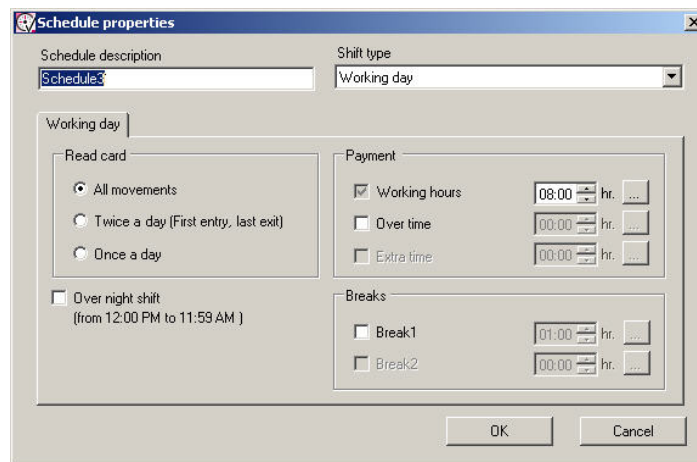 Schedule properties
Schedule description
Schedule3
Shift type
Working day
Working day
Read card
All movements
Twice a day (First entry, last exit)
Once a day
Over night shift
(from 12:00 PM to 11:59 AM )
Payment
Working hours 08:00 hr. ...
Over time 00:00 hr. ...
Extra time 00:00 hr. ...
Breaks
Break1 01:00 hr. ...
Break2 00:00 hr. ...
OK Cancel